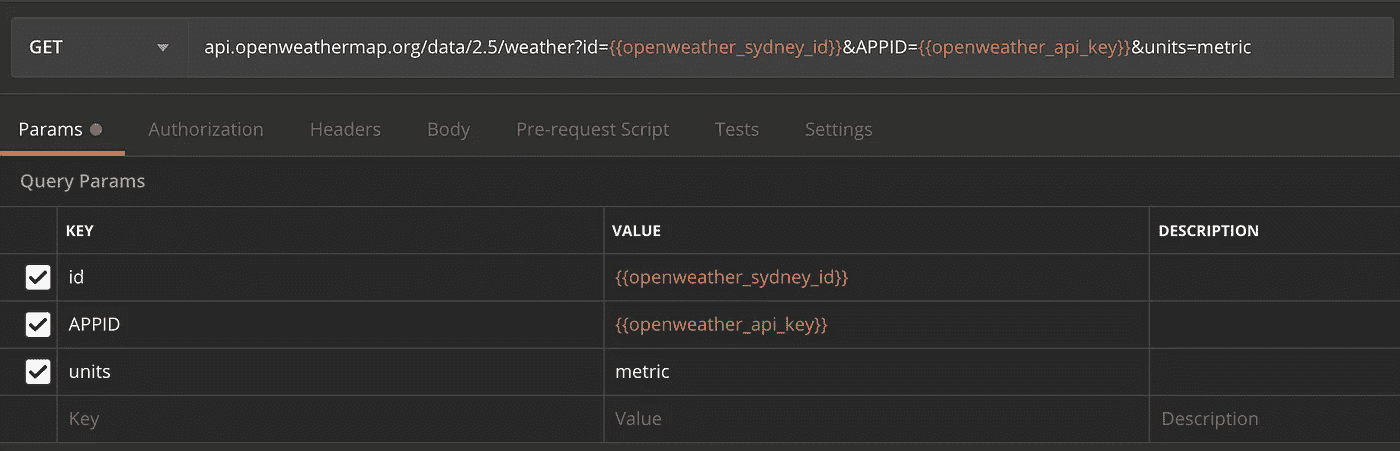 GET api.openweathermap.org/data/2.5/weather?id={{openweather_sydney_id}}&APPID={{openweather_api_key}}&units=metric
Params Authorization Headers Body Pre-request Script Tests Settings
Query Params
KEY VALUE DESCRIPTION
id {{openweather_sydney_id}}
APPID {{openweather_api_key}}
units metric
Key Value Description